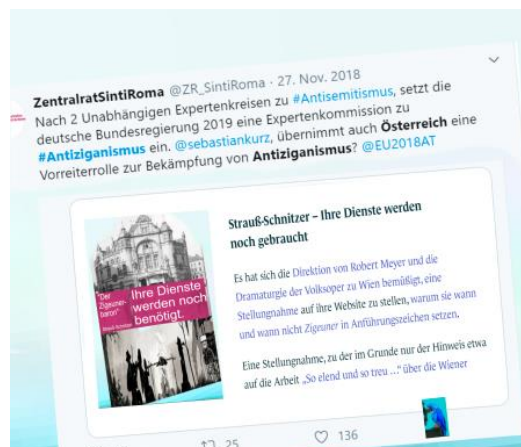 ZentralratSintiRoma @ZR_SintiRoma · 27. Nov. 2018
Nach 2 Unabhängigen Expertenkreisen zu #Antisemitismus, setzt die
deutsche Bundesregierung 2019 eine Expertenkommission zu
#Antiziganismus ein. @sebastiankurz, übernimmt auch Österreich eine
Vorreiterrolle zur Bekämpfung von Antiziganismus? @EU2018AT
"Der
Zigeuner-
baron"
Ihre Dienste
werden noch
benötigt.
Strauß-Schnitzer – Ihre Dienste werden
noch gebraucht
Es hat sich die Direktion von Robert Meyer und die
Dramaturgie der Volksoper zu Wien bemüßigt, eine
Stellungnahme auf ihre Website zu stellen, warum sie wann
und wann nicht Zigeuner in Anführungszeichen setzen.
Eine Stellungnahme, zu der im Grunde nur der Hinweis etwa
auf die Arbeit „So elend und so treu ...“ über die Wiener
25
136